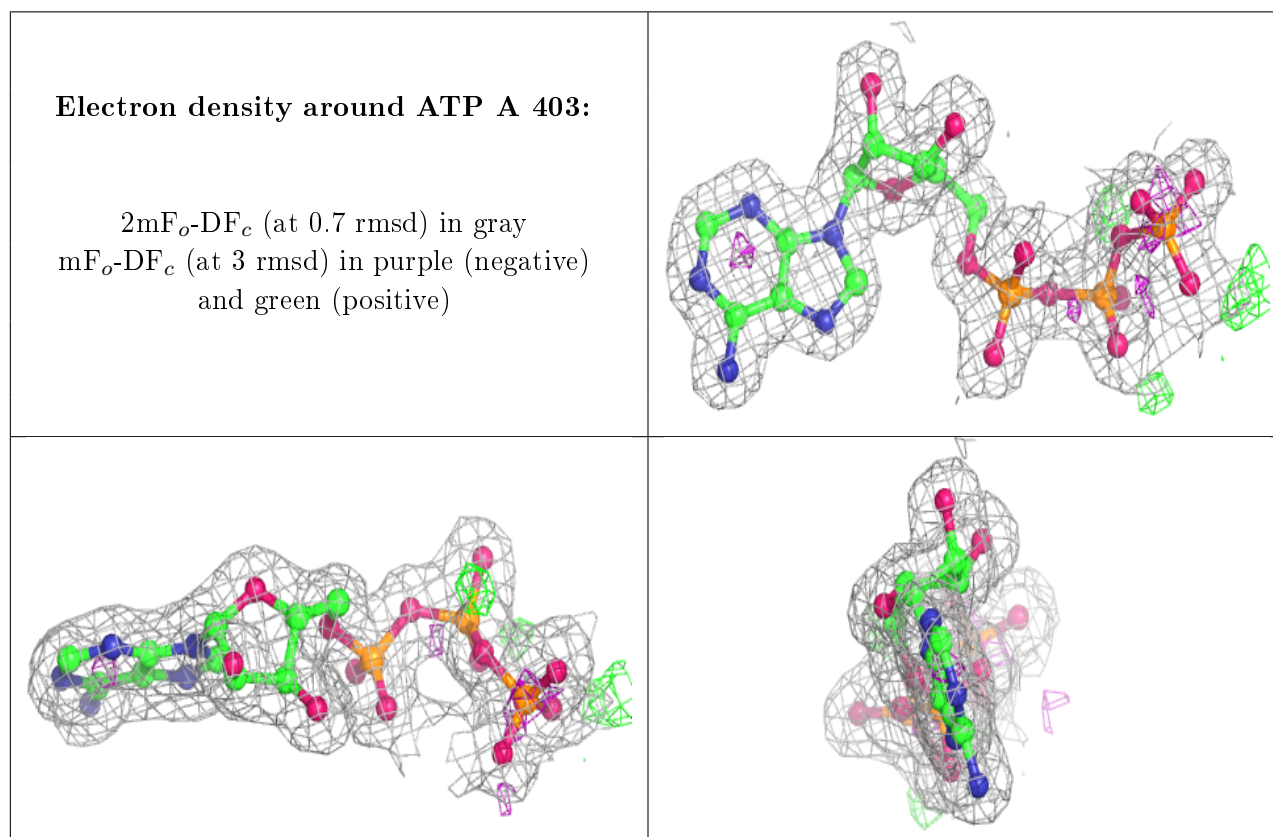 Electron density around ATP A 403:
2mFo-DFc (at 0.7 rmsd) in gray
mFo-DFc (at 3 rmsd) in purple (negative)
and green (positive)